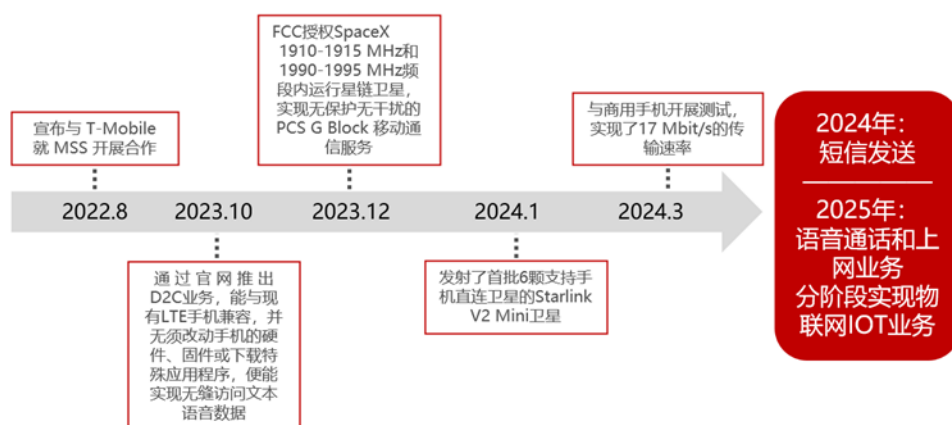 FCC授权SpaceX
1910-1915 MHz和
1990-1995 MHz频
段内运行星链卫星，
实现无保护无干扰的
PCS G Block 移动通
信服务
宣布与 T-Mobile
就 MSS 开展合作
与商用手机开展测试，
实现了17 Mbit/s的传
输速率
2022.8
2023.10
2023.12
2024.1
2024.3
通过官网推出
D2C业务，能与现
有LTE手机兼容，并
无须改动手机的硬
件、固件或下载特
殊应用程序，便能
实现无缝访问文本
语音数据
发射了首批6颗支持手
机直连卫星的Starlink
V2 Mini卫星
2024年：
短信发送
2025年：
语音通话和上
网业务
分阶段实现物
联网IOT业务